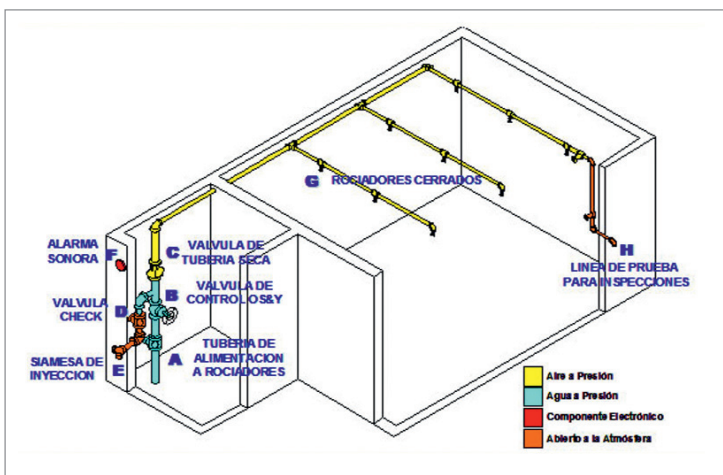 G ROCIADORES CERRADOS
ALARMA
SONORA
F
C VALVULA DE
TUBERIA SECA
B VALVULA DE
CONTROL OS&Y
VALVULA
CHECK
D
SIAMESA DE
INYECCION
E
A TUBERIA DE
ALIMENTACION
A ROCIADORES
H
LINEA DE PRUEBA
PARA INSPECCIONES
Aire a Presión
Agua a Presión
Componente Electrónico
Abierto a la Atmósfera